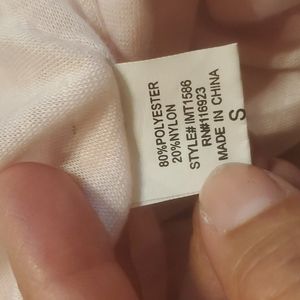 80%POLYESTER
20%NYLON
STYLE# IMT1586
RN#116923
MADE IN CHINA
S